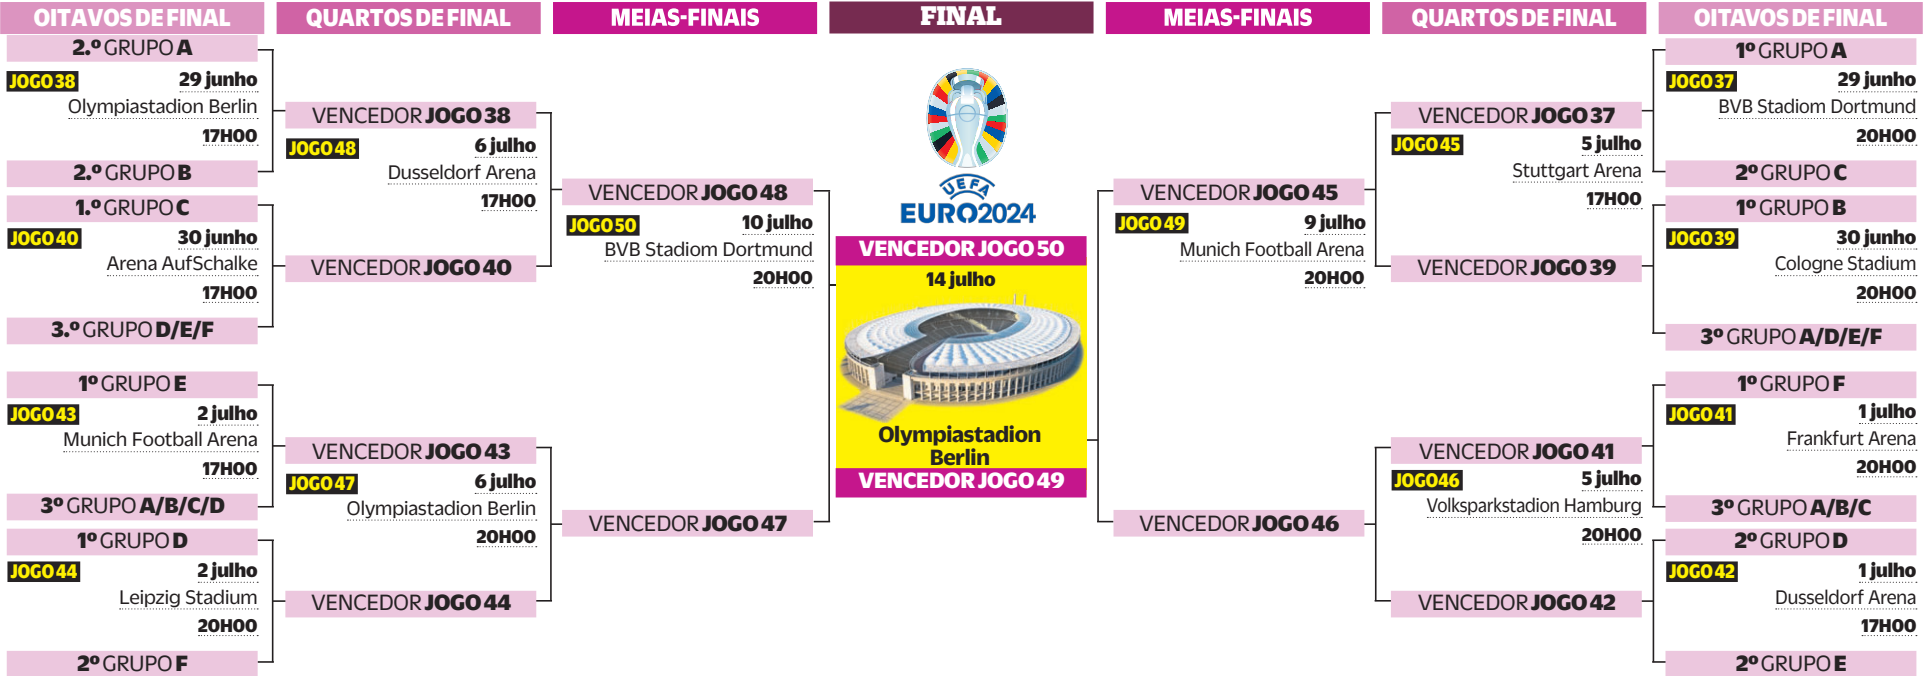 OITAVOS DE FINAL
2.º GRUPO A
JOGO 38
29 junho
Olympiastadion Berlin
17H00
2.º GRUPO B
1.º GRUPO C
JOGO 40
30 junho
Arena AufSchalke
17H00
3.º GRUPO D/E/F
1º GRUPO E
JOGO 43
2 julho
Munich Football Arena
17H00
3º GRUPO A/B/C/D
1º GRUPO D
JOGO 44
2 julho
Leipzig Stadium
20H00
2º GRUPO F
QUARTOS DE FINAL
VENCEDOR JOGO 38
JOGO 48
6 julho
Dusseldorf Arena
17H00
VENCEDOR JOGO 40
VENCEDOR JOGO 43
JOGO 47
6 julho
Olympiastadion Berlin
20H00
VENCEDOR JOGO 44
MEIAS-FINAIS
VENCEDOR JOGO 48
JOGO 50
10 julho
BVB Stadiom Dortmund
20H00
VENCEDOR JOGO 47
FINAL
UEFA
EURO2024
VENCEDOR JOGO 50
14 julho
Olympiastadion
Berlin
VENCEDOR JOGO 49
MEIAS-FINAIS
VENCEDOR JOGO 45
JOGO 49
9 julho
Munich Football Arena
20H00
VENCEDOR JOGO 46
QUARTOS DE FINAL
VENCEDOR JOGO 37
JOGO 45
5 julho
Stuttgart Arena
17H00
VENCEDOR JOGO 39
VENCEDOR JOGO 41
JOGO46
5 julho
Volksparkstadion Hamburg
20H00
VENCEDOR JOGO 42
OITAVOS DE FINAL
1º GRUPO A
JOGO 37
29 junho
BVB Stadiom Dortmund
20H00
2º GRUPO C
1º GRUPO B
JOGO 39
30 junho
Cologne Stadium
20H00
3º GRUPO A/D/E/F
1º GRUPO F
JOGO 41
1 julho
Frankfurt Arena
20H00
3º GRUPO A/B/C
2º GRUPO D
JOGO 42
1 julho
Dusseldorf Arena
17H00
2º GRUPO E